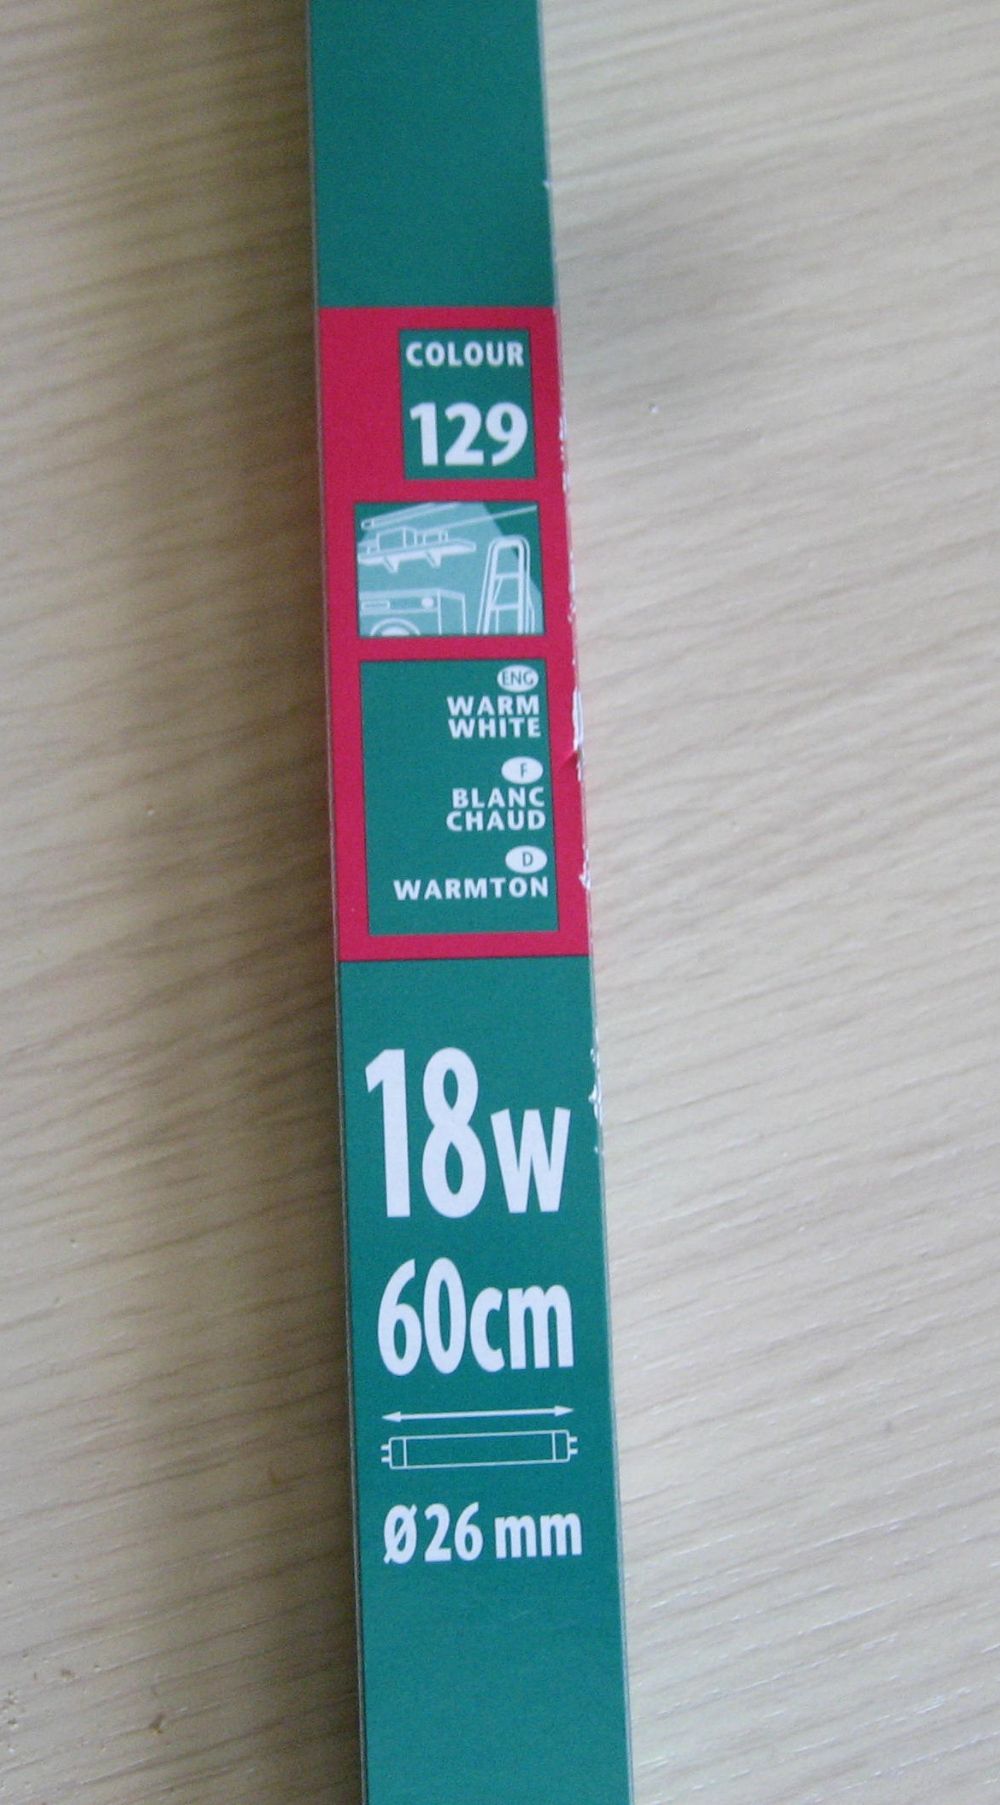 COLOUR
129
ENG
WARM
WHITE
F
BLANC
CHAUD
D
WARMTON
18W
60cm
Ø26 mm